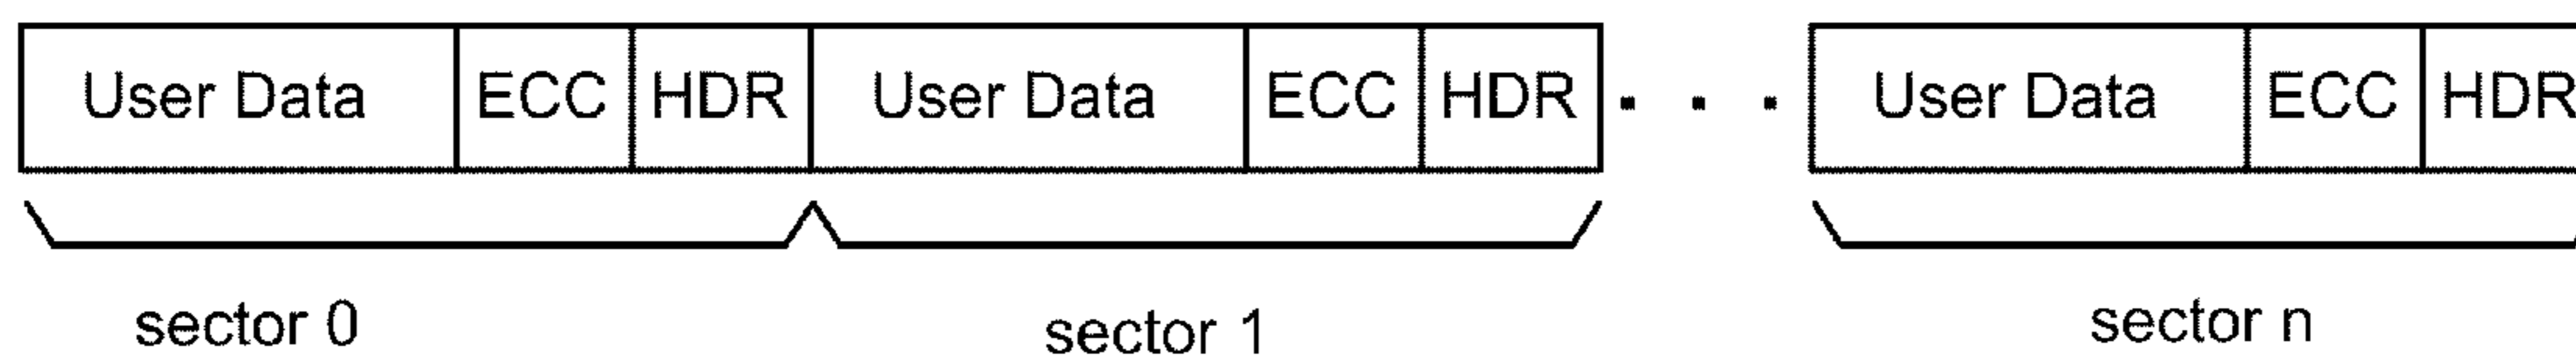 User Data ECC HDR User Data ECC HDR . . . User Data ECC HDR
sector 0 sector 1 sector n